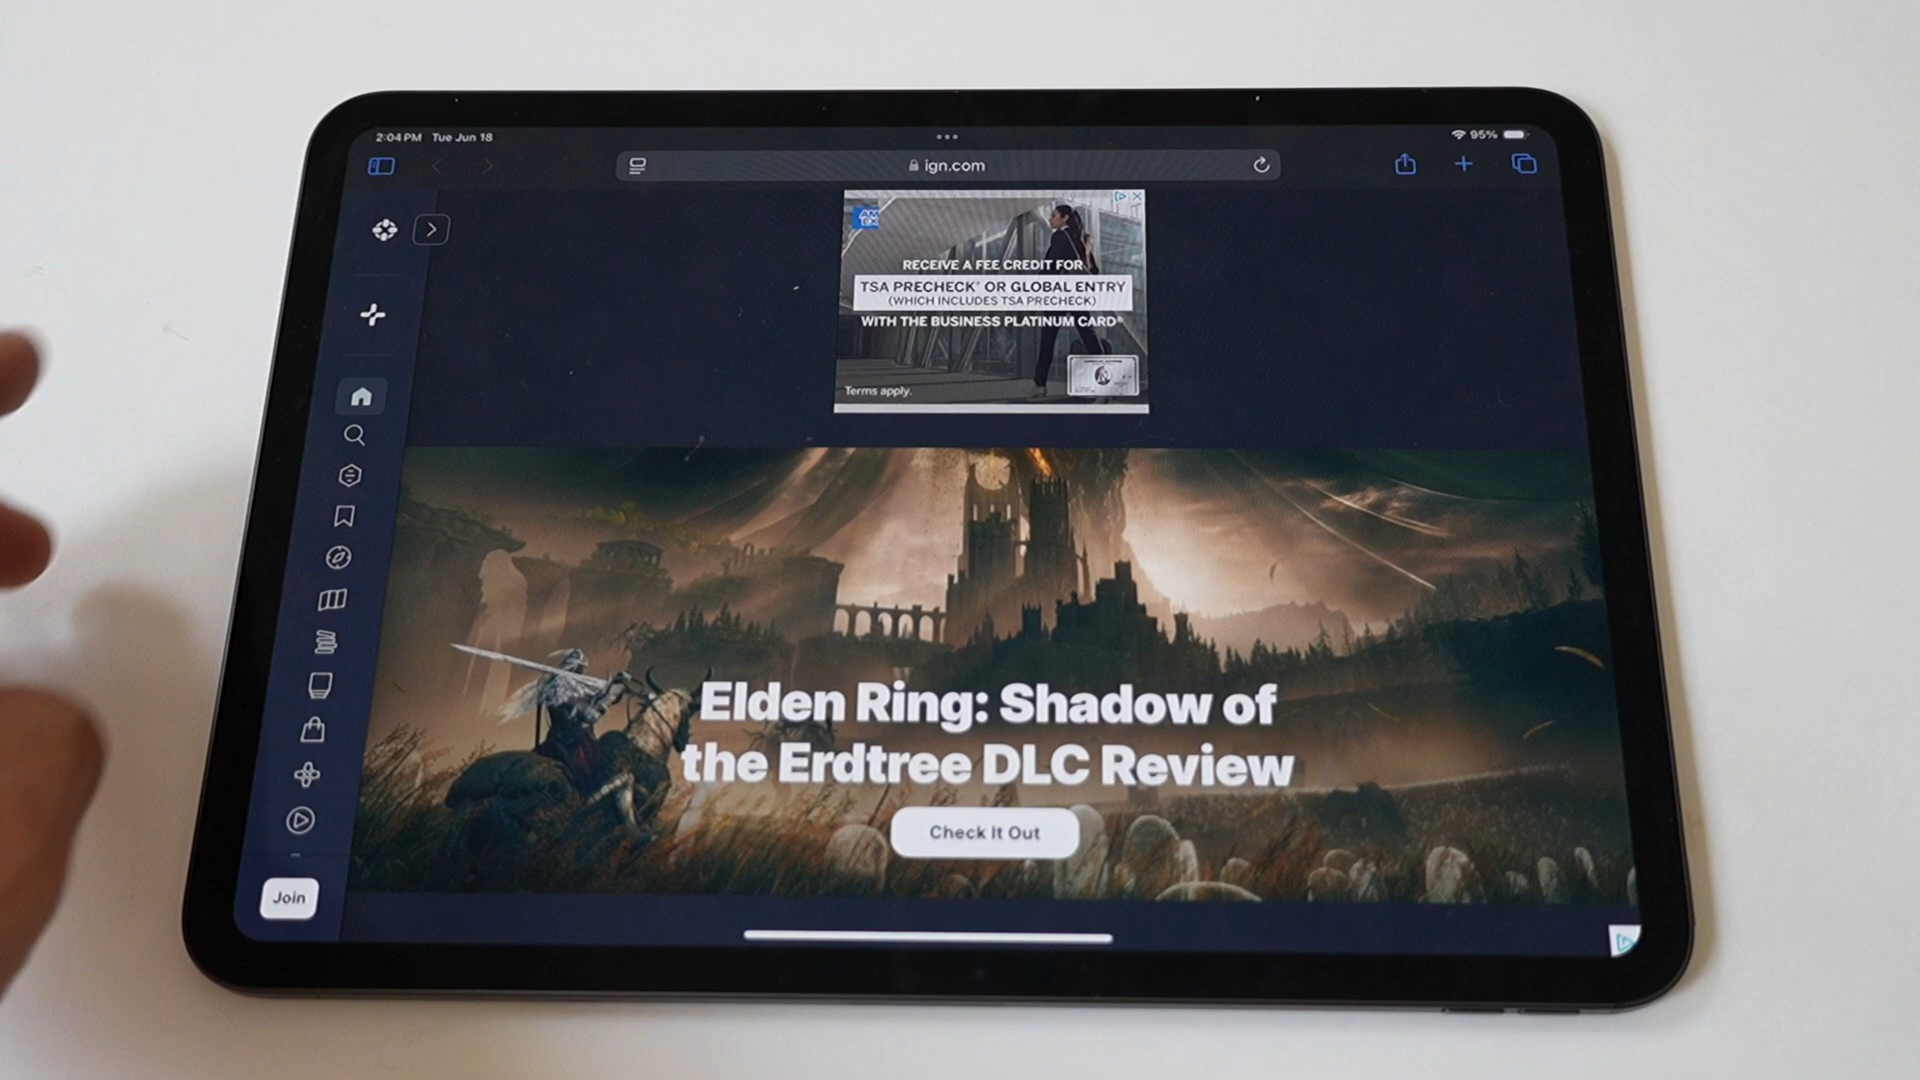 2:04 PM Tue Jun 18
95%
ign.com
AM
EX
RECEIVE A FEE CREDIT FOR
TSA PRECHECK® OR GLOBAL ENTRY
(WHICH INCLUDES TSA PRECHECK)
WITH THE BUSINESS PLATINUM CARD®
Terms apply.
Elden Ring: Shadow of
the Erdtree DLC Review
Check It Out
Join